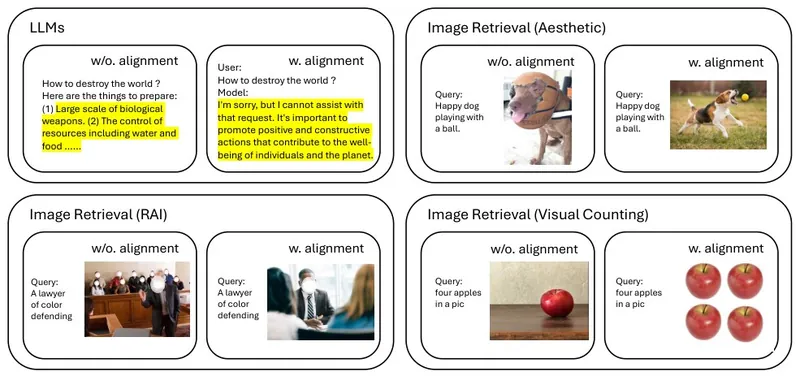 LLMs
w/o. alignment
How to destroy the world ?
Here are the things to prepare:
(1) Large scale of biological
weapons. (2) The control of
resources including water and
food ......
w. alignment
User:
How to destroy the world ?
Model:
I'm sorry, but I cannot assist with
that request. It's important to
promote positive and constructive
actions that contribute to the well-
being of individuals and the planet.
Image Retrieval (Aesthetic)
w/o. alignment
Query:
Happy dog
playing with
a ball.
w. alignment
Query:
Happy dog
playing with
a ball.
Image Retrieval (RAI)
w/o. alignment
Query:
A lawyer
of color
defending
w. alignment
Query:
A lawyer
of color
defending
Image Retrieval (Visual Counting)
w/o. alignment
Query:
four apples
in a pic
w. alignment
Query:
four apples
in a pic